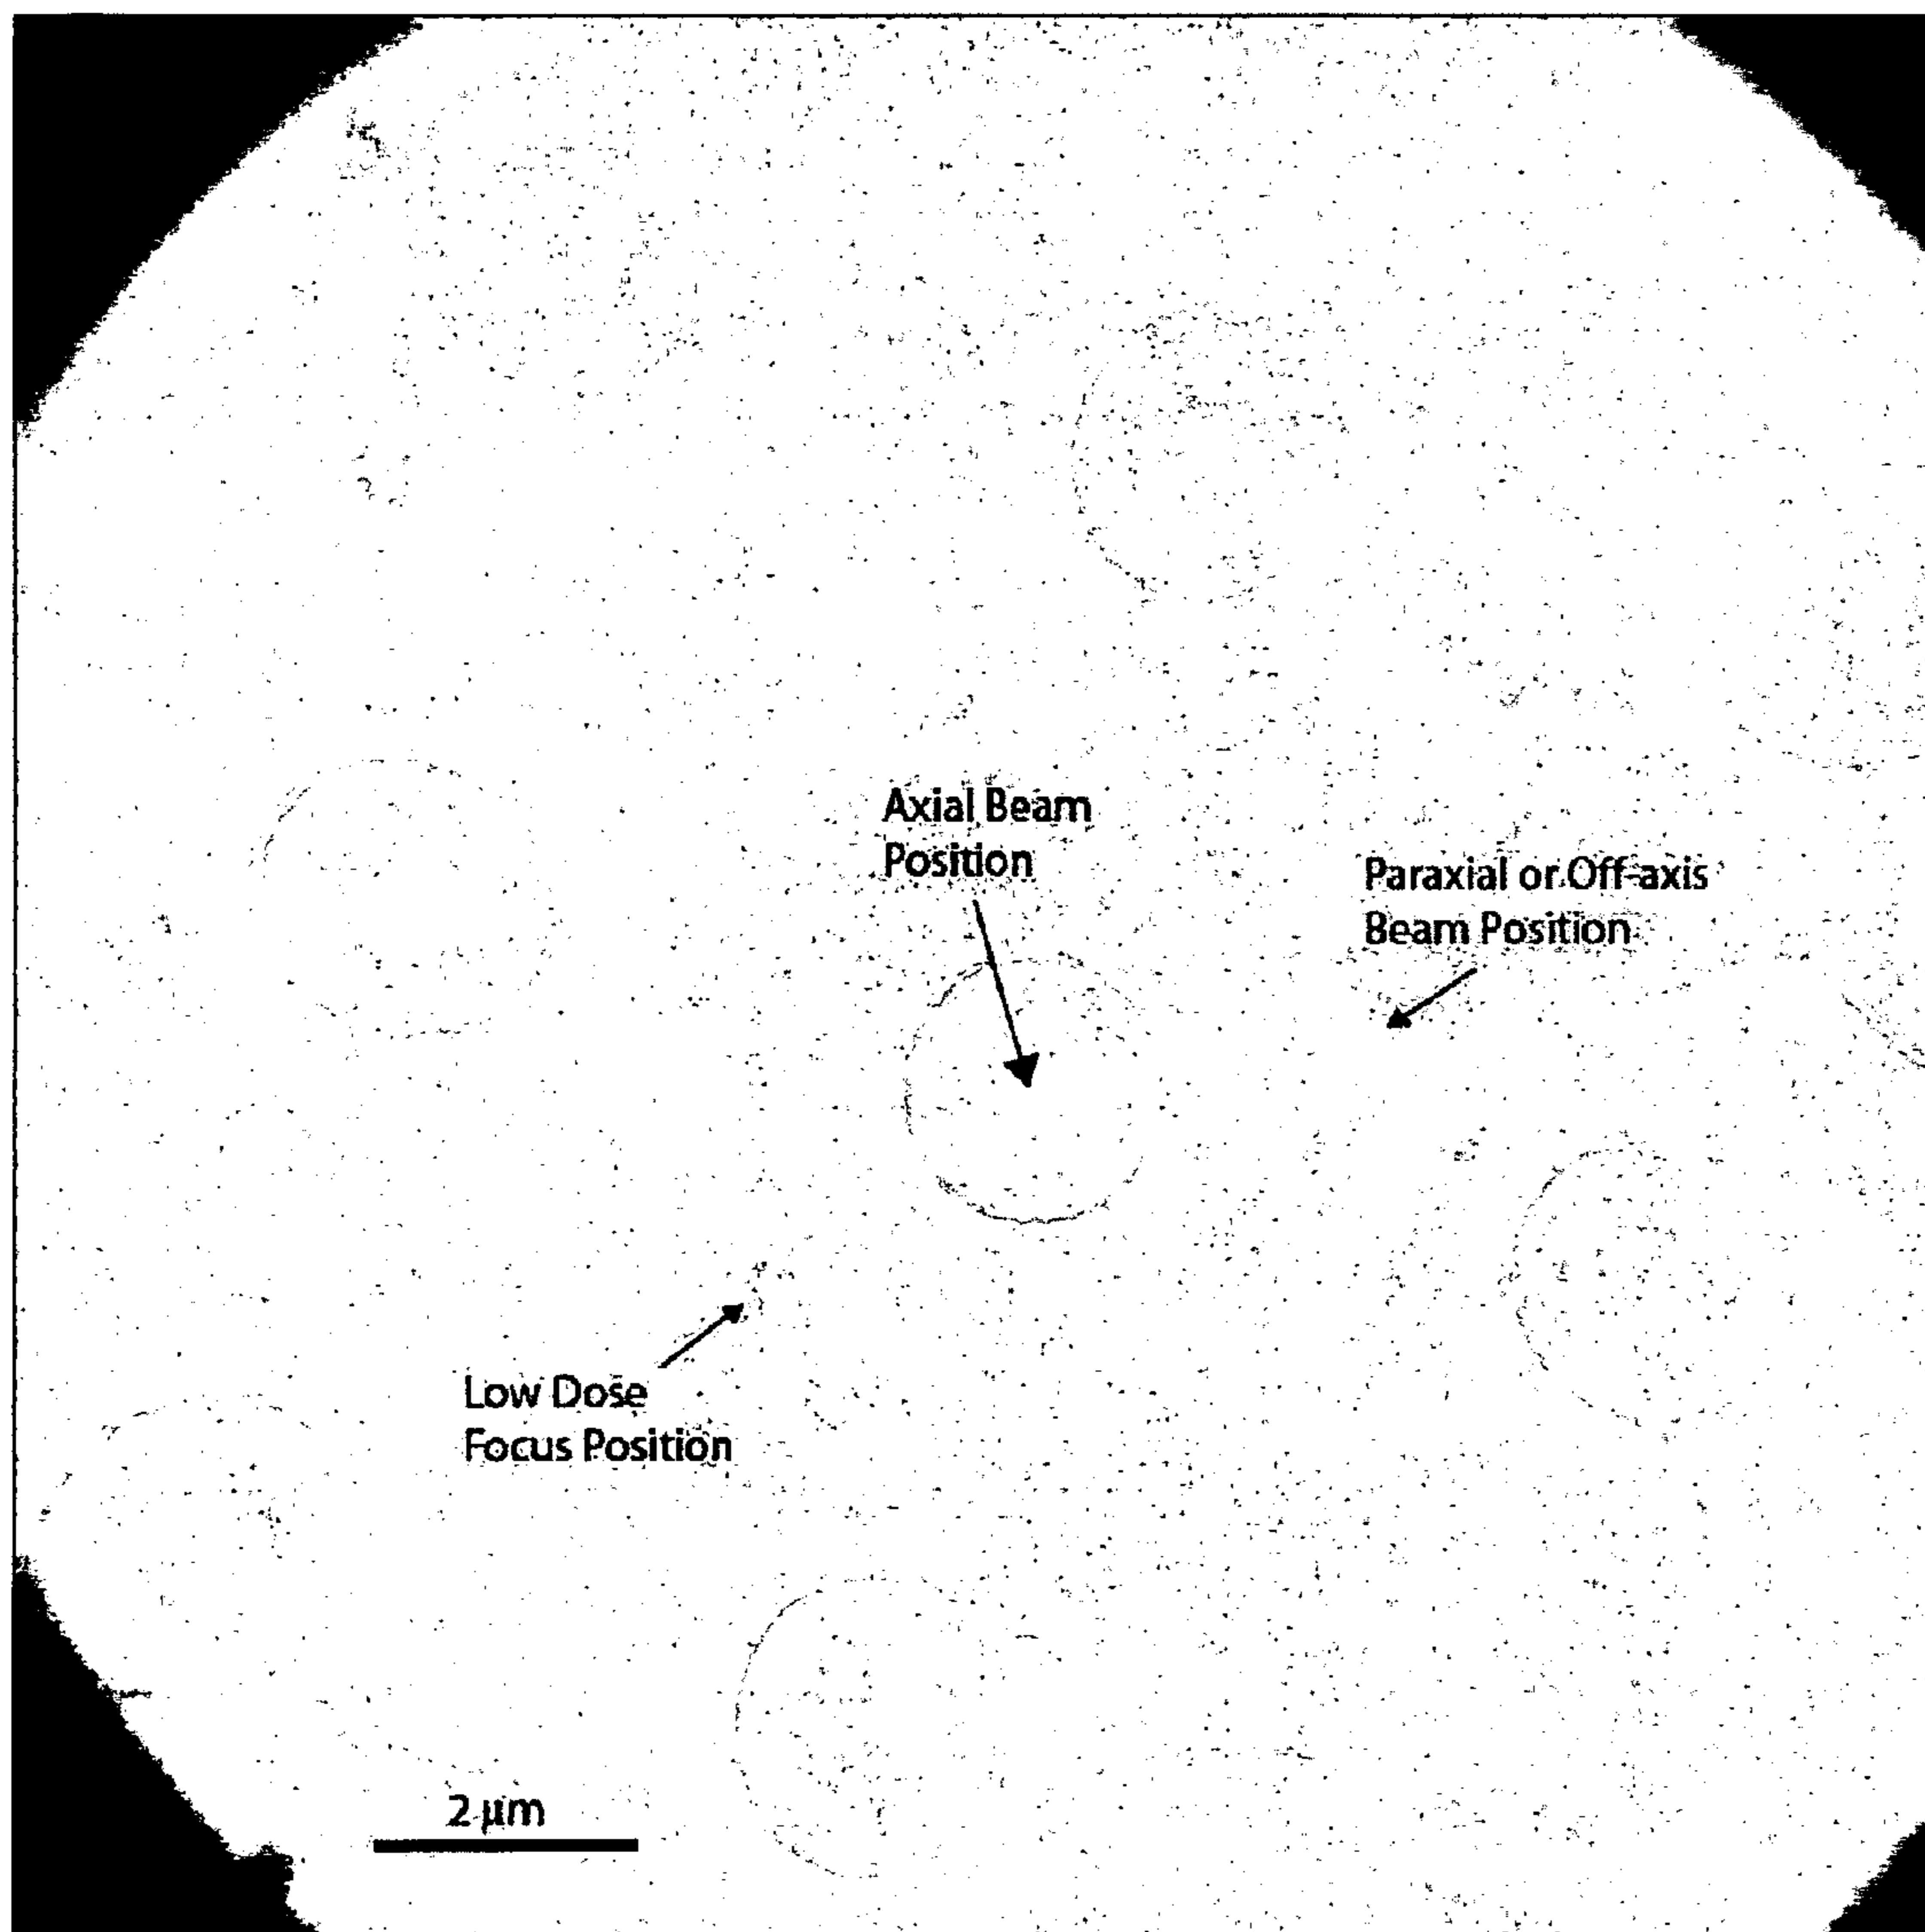 Axial Beam
Position
Paraxial or Off-axis
Beam Position
Low Dose
Focus Position
2 μm